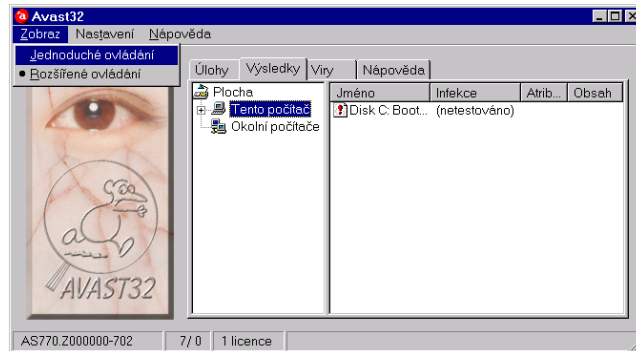 Avast32
Zobraz Nastavení Nápověda
Jednoduché ovládání
Rozšířené ovládání
Úlohy Výsledky Viry Nápověda
Plocha
Tento počítač
Okolní počítače
Jméno Infekce Atrib... Obsah
Disk C: Boot... (netestováno)
AVAST32
AS770.Z000000-702 7/ 0 1 licence